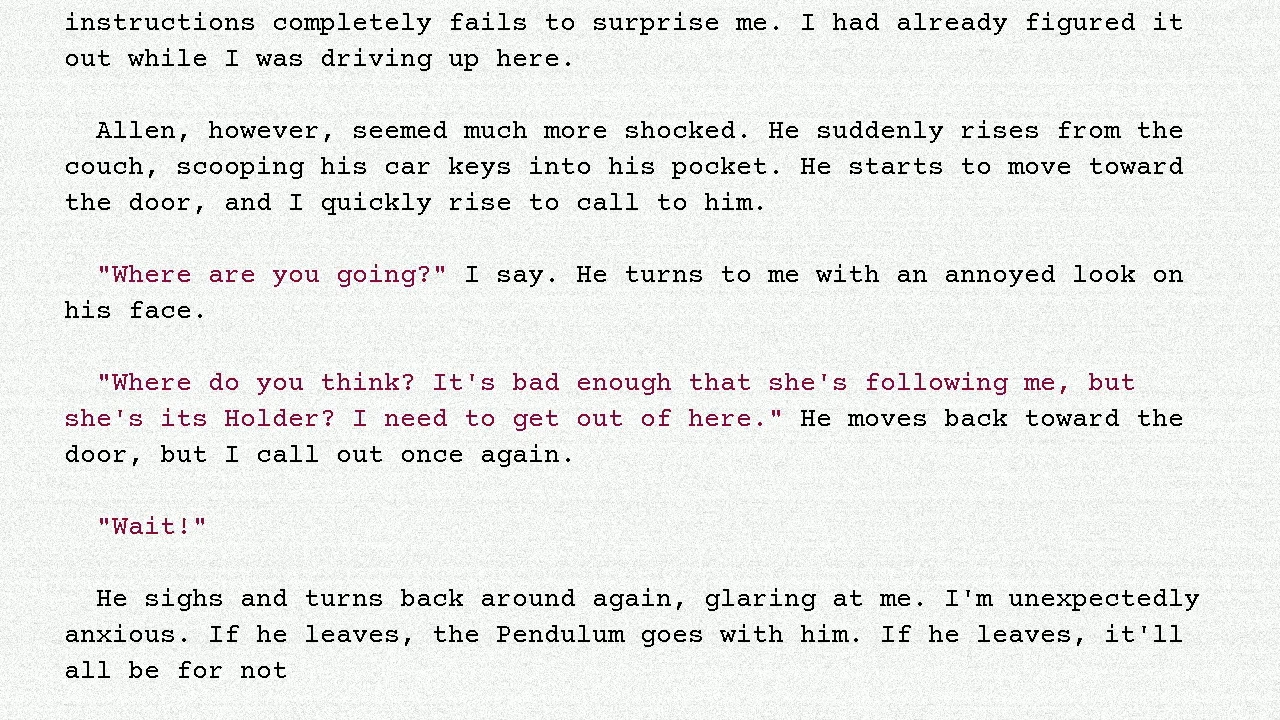 instructions completely fails to surprise me. I had already figured it
out while I was driving up here.
Allen, however, seemed much more shocked. He suddenly rises from the
couch, scooping his car keys into his pocket. He starts to move toward
the door, and I quickly rise to call to him.
"Where are you going?" I say. He turns to me with an annoyed look on
his face.
"Where do you think? It's bad enough that she's following me, but
she's its Holder? I need to get out of here." He moves back toward the
door, but I call out once again.
"Wait!"
He sighs and turns back around again, glaring at me. I'm unexpectedly
anxious. If he leaves, the Pendulum goes with him. If he leaves, it'll
all be for not